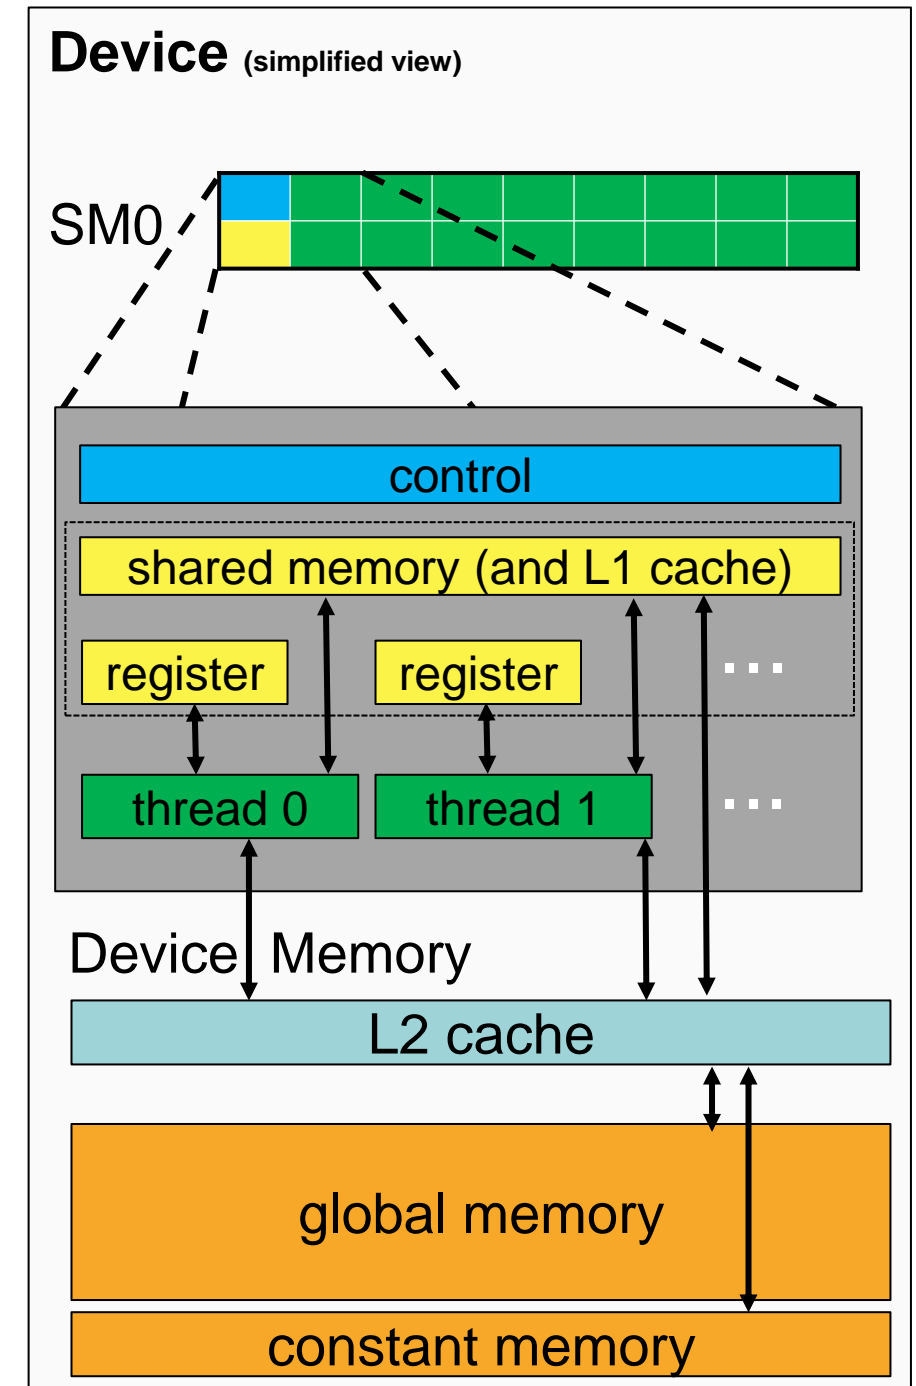 Device (simplified view)
SM0
control
shared memory (and L1 cache)
register register ...
thread 0 thread 1 ...
Device Memory
L2 cache
global memory
constant memory